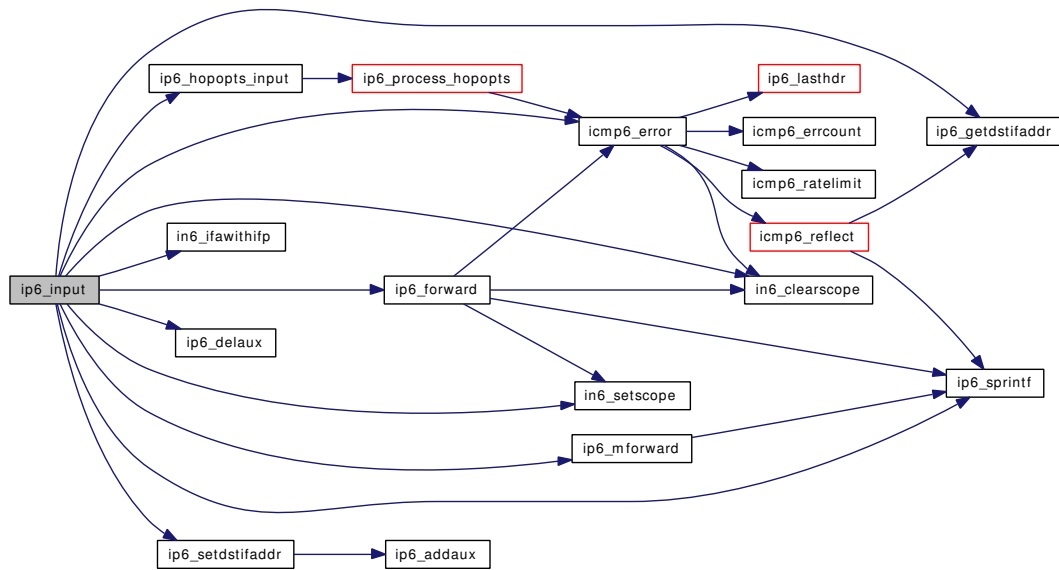 ip6_hopopts_input
ip6_process_hopopts
ip6_lasthdr
icmp6_error
icmp6_errcount
ip6_getdstifaddr
icmp6_ratelimit
in6_ifawithifp
icmp6_reflect
ip6_input
ip6_forward
in6_clearscope
ip6_delaux
in6_setscope
ip6_sprintf
ip6_mforward
ip6_setdstifaddr
ip6_addaux